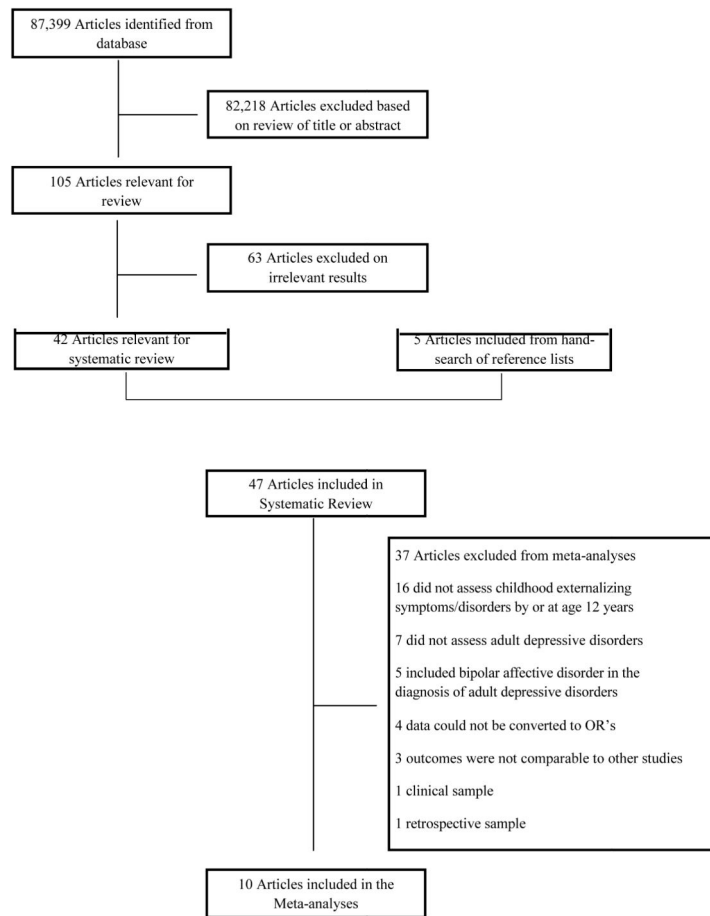 87,399 Articles identified from
database
82,218 Articles excluded based
on review of title or abstract
105 Articles relevant for
review
63 Articles excluded on
irrelevant results
42 Articles relevant for
systematic review
5 Articles included from hand-
search of reference lists
47 Articles included in
Systematic Review
37 Articles excluded from meta-analyses
16 did not assess childhood externalizing
symptoms/disorders by or at age 12 years
7 did not assess adult depressive disorders
5 included bipolar affective disorder in the
diagnosis of adult depressive disorders
4 data could not be converted to OR’s
3 outcomes were not comparable to other studies
1 clinical sample
1 retrospective sample
10 Articles included in the
Meta-analyses